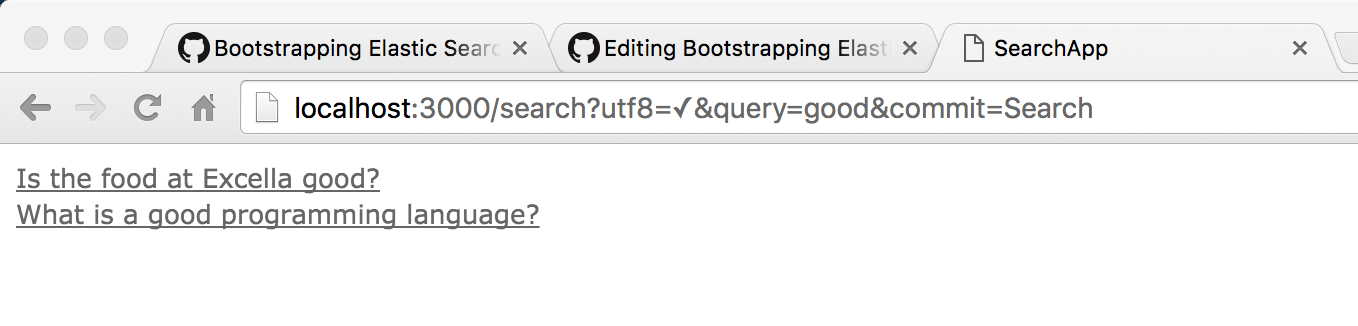 Bootstrapping Elastic Searc
Editing Bootstrapping Elast
SearchApp
localhost:3000/search?utf8=✓&query=good&commit=Search
Is the food at Excella good?
What is a good programming language?